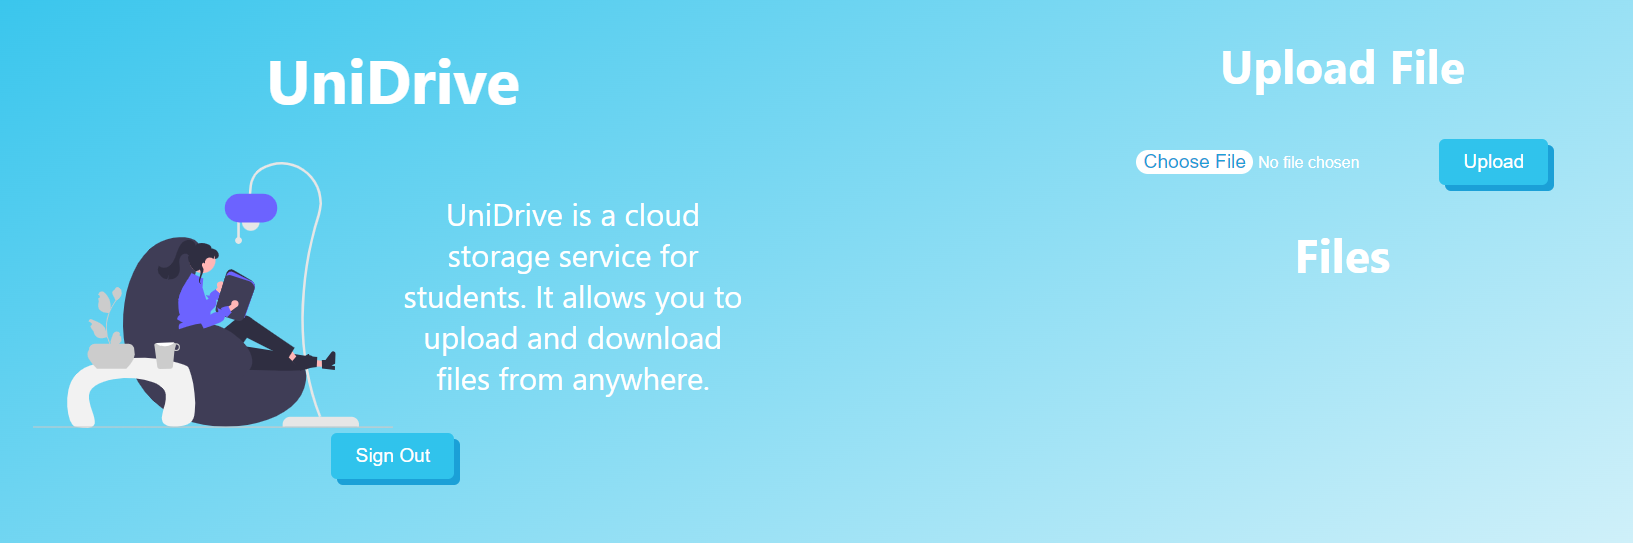 UniDrive
UniDrive is a cloud
storage service for
students. It allows you to
upload and download
files from anywhere.
Sign Out
Upload File
Choose File No file chosen
Upload
Files